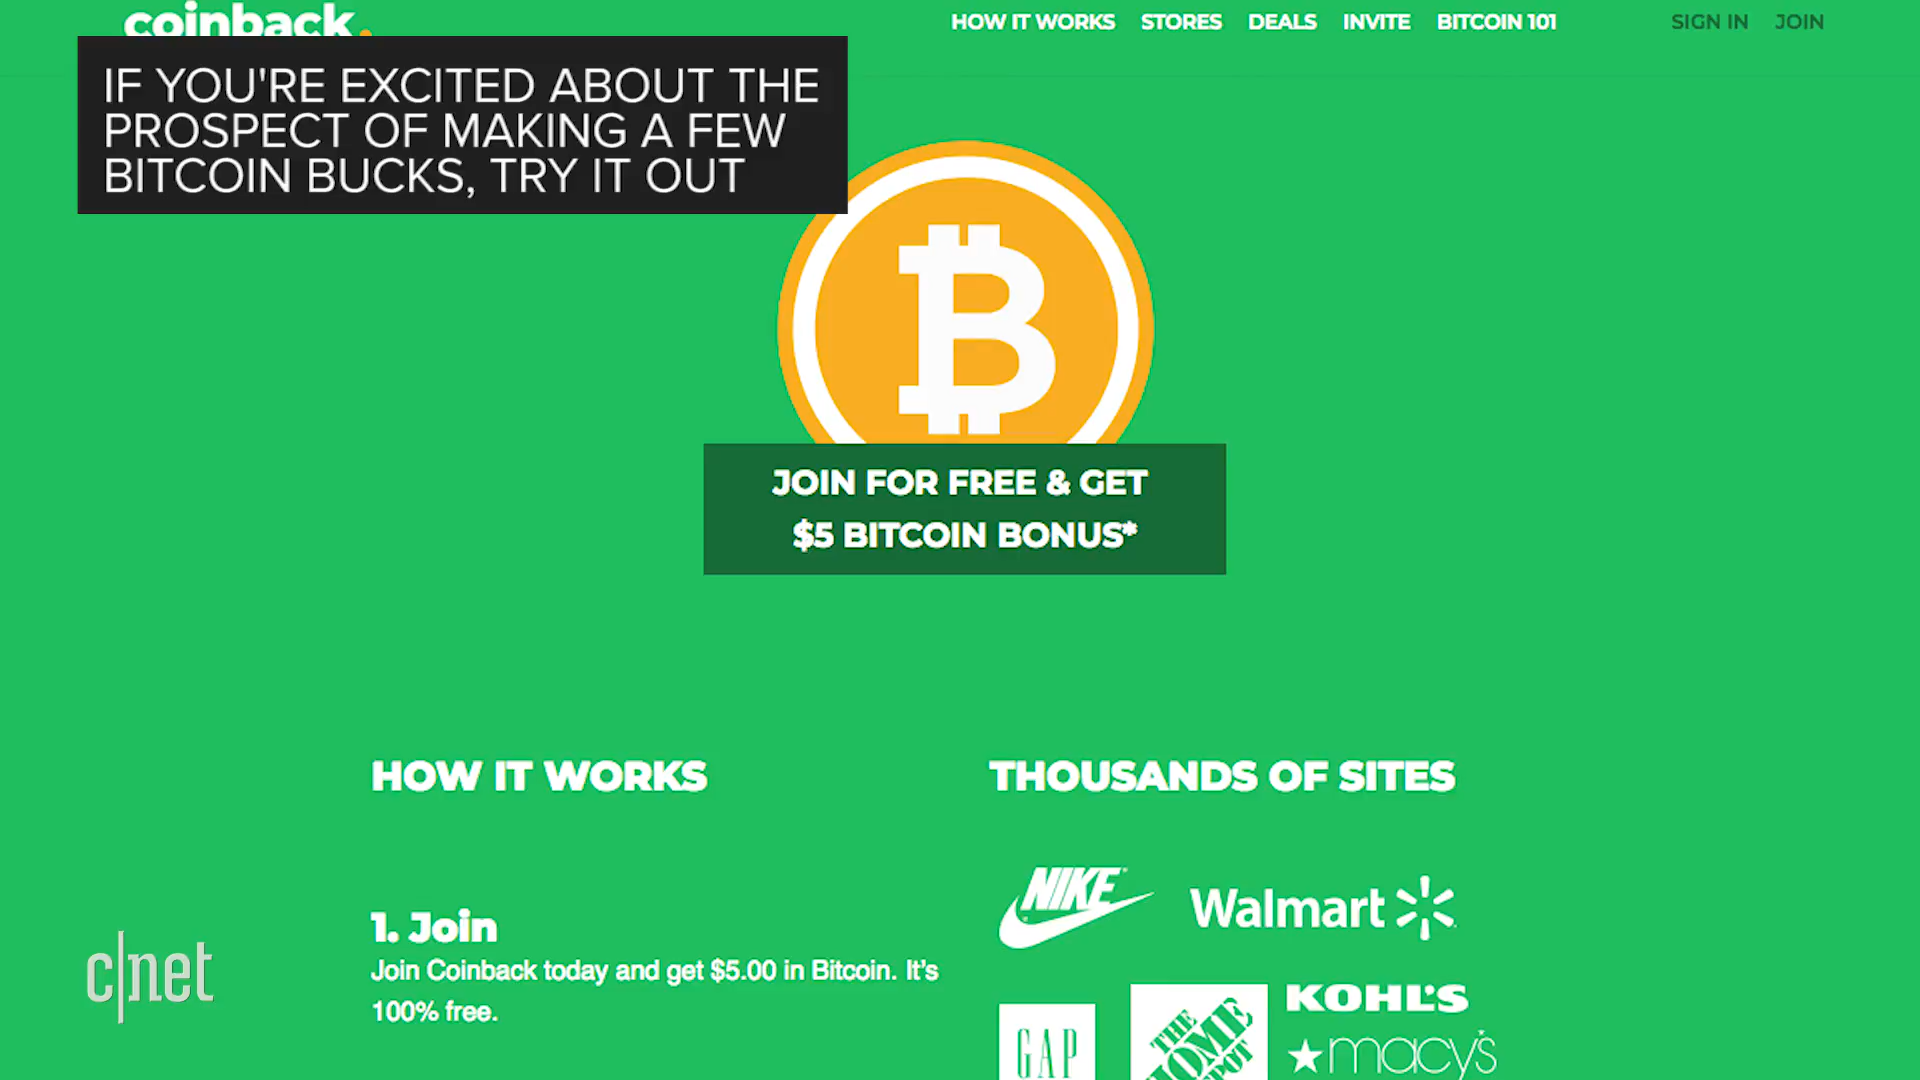 coinback.
HOW IT WORKS STORES DEALS INVITE BITCOIN 101 SIGN IN JOIN
IF YOU'RE EXCITED ABOUT THE
PROSPECT OF MAKING A FEW
BITCOIN BUCKS, TRY IT OUT
B
JOIN FOR FREE & GET
$5 BITCOIN BONUS*
HOW IT WORKS
1. Join
Join Coinback today and get $5.00 in Bitcoin. It's
100% free.
THOUSANDS OF SITES
NIKE
Walmart
GAP
THE
HOME
DEPOT
KOHL'S
macy's
c|net